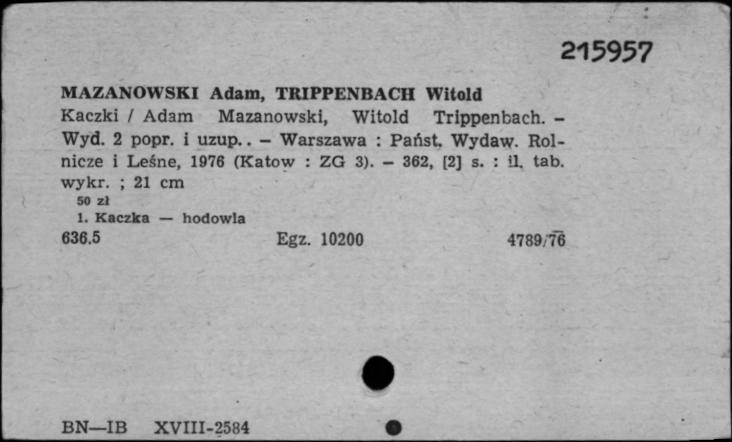 215957
MAZANOWSKI Adam, TRIPPENBACH Witold
Kaczki / Adam Mazanowski, Witold Trippenbach. —
Wyd. 2 popr. i uzup.. — Warszawa : Państ. Wydaw. Rol-
nicze i Leśne, 1976 (Katow : ZG 3). — 362, [2] s. : il. tab.
wykr. ; 21 cm
50 zł
1. Kaczka — hodowla
636.5 Egz. 10200 4789/76
BN—IB XVIII-2584